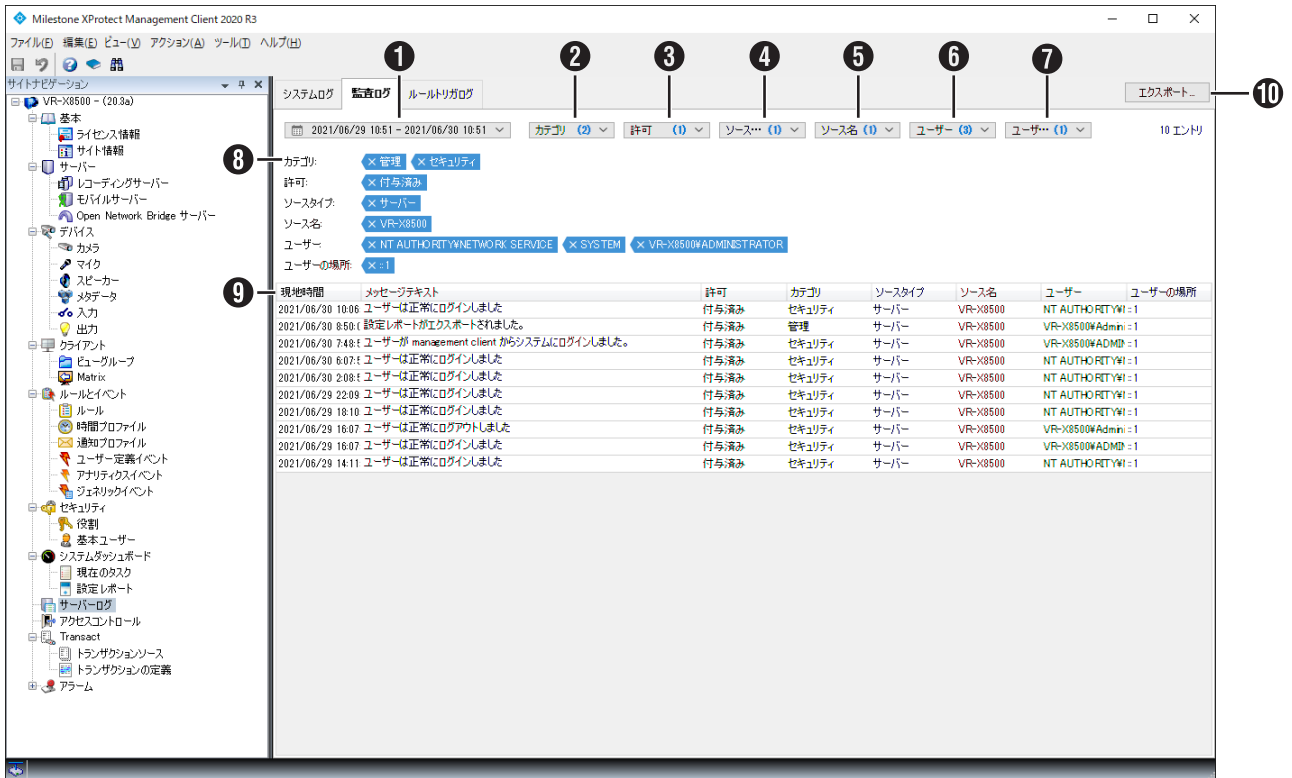 Milestone XProtect Management Client 2020 R3
ファイル(F) 編集(E) ビュー(V) アクション(A) ツール(T) ヘルプ(H)
❶ ❷ ❸ ❹ ❺ ❻ ❼
サイトナビゲーション
VR-X8500 - (20.3a)
基本
ライセンス情報
サイト情報
サーバー
レコーディングサーバー
モバイルサーバー
Open Network Bridge サーバー
デバイス
カメラ
マイク
スピーカー
メタデータ
入力
出力
クライアント
ビューグループ
Matrix
ルールとイベント
ルール
時間プロファイル
通知プロファイル
ユーザー定義イベント
アナリティクスイベント
ジェネリックイベント
セキュリティ
役割
基本ユーザー
システムダッシュボード
現在のタスク
設定レポート
サーバーログ
アクセスコントロール
Transact
トランザクションソース
トランザクションの定義
アラーム
システムログ 監査ログ ルールトリガログ エクスポート... ❿
2021/06/29 10:51 - 2021/06/30 10:51 カテゴリ (2) 許可 (1) ソース… (1) ソース名 (1) ユーザー (3) ユーザ… (1) 10 エントリ
❽ カテゴリ: × 管理 × セキュリティ
許可: × 付与済み
ソースタイプ: × サーバー
ソース名: × VR-X8500
ユーザー: × NT AUTHORITY¥NETWORK SERVICE × SYSTEM × VR-X8500¥ADMINISTRATOR
ユーザーの場所: × ::1
❾ 現地時間 メッセージテキスト 許可 カテゴリ ソースタイプ ソース名 ユーザー ユーザーの場所
2021/06/30 10:06 ユーザーは正常にログインしました 付与済み セキュリティ サーバー VR-X8500 NT AUTHORITY¥ ::1
2021/06/30 8:50: 設定レポートがエクスポートされました。 付与済み 管理 サーバー VR-X8500 VR-X8500¥Admini ::1
2021/06/30 7:48: ユーザーが management client からシステムにログインしました。 付与済み セキュリティ サーバー VR-X8500 VR-X8500¥ADMIN ::1
2021/06/30 6:07: ユーザーは正常にログインしました 付与済み セキュリティ サーバー VR-X8500 NT AUTHORITY¥ ::1
2021/06/30 2:08: ユーザーは正常にログインしました 付与済み セキュリティ サーバー VR-X8500 NT AUTHORITY¥ ::1
2021/06/29 22:09 ユーザーは正常にログインしました 付与済み セキュリティ サーバー VR-X8500 NT AUTHORITY¥ ::1
2021/06/29 18:10 ユーザーは正常にログインしました 付与済み セキュリティ サーバー VR-X8500 NT AUTHORITY¥ ::1
2021/06/29 16:07 ユーザーは正常にログアウトしました 付与済み セキュリティ サーバー VR-X8500 VR-X8500¥Admini ::1
2021/06/29 16:07 ユーザーは正常にログインしました 付与済み セキュリティ サーバー VR-X8500 VR-X8500¥ADMIN ::1
2021/06/29 14:11 ユーザーは正常にログインしました 付与済み セキュリティ サーバー VR-X8500 NT AUTHORITY¥ ::1